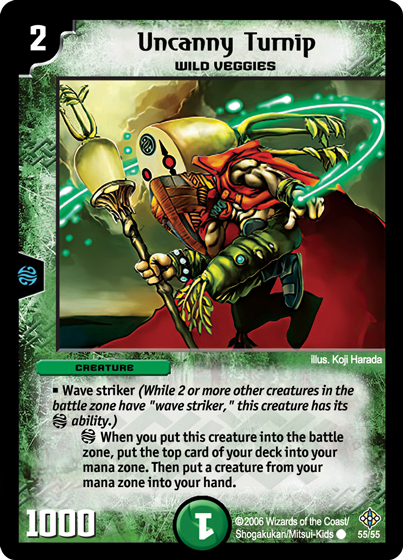 2
Uncanny Turnip
WILD VEGGIES
illus. Koji Harada
CREATURE
▪ Wave striker (While 2 or more other creatures in the
battle zone have "wave striker," this creature has its
ability.)
When you put this creature into the battle
zone, put the top card of your deck into your
mana zone. Then put a creature from your
mana zone into your hand.
1000
1
©2006 Wizards of the Coast/
Shogakukan/Mitsui-Kids ● 55/55